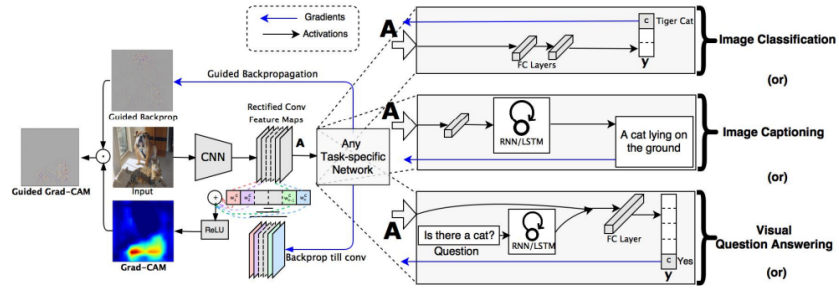 Gradients
Activations
Guided Backpropagation
Guided Backprop
Input
Guided Grad-CAM
Grad-CAM
CNN
Rectified Conv
Feature Maps
A
Any
Task-specific
Network
ReLU
Backprop till conv
A
FC Layers
c
Tiger Cat
y
Image Classification
(or)
A
RNN/LSTM
A cat lying on
the ground
Image Captioning
(or)
A
Is there a cat?
Question
RNN/LSTM
FC Layer
c
Yes
y
Visual
Question Answering
(or)